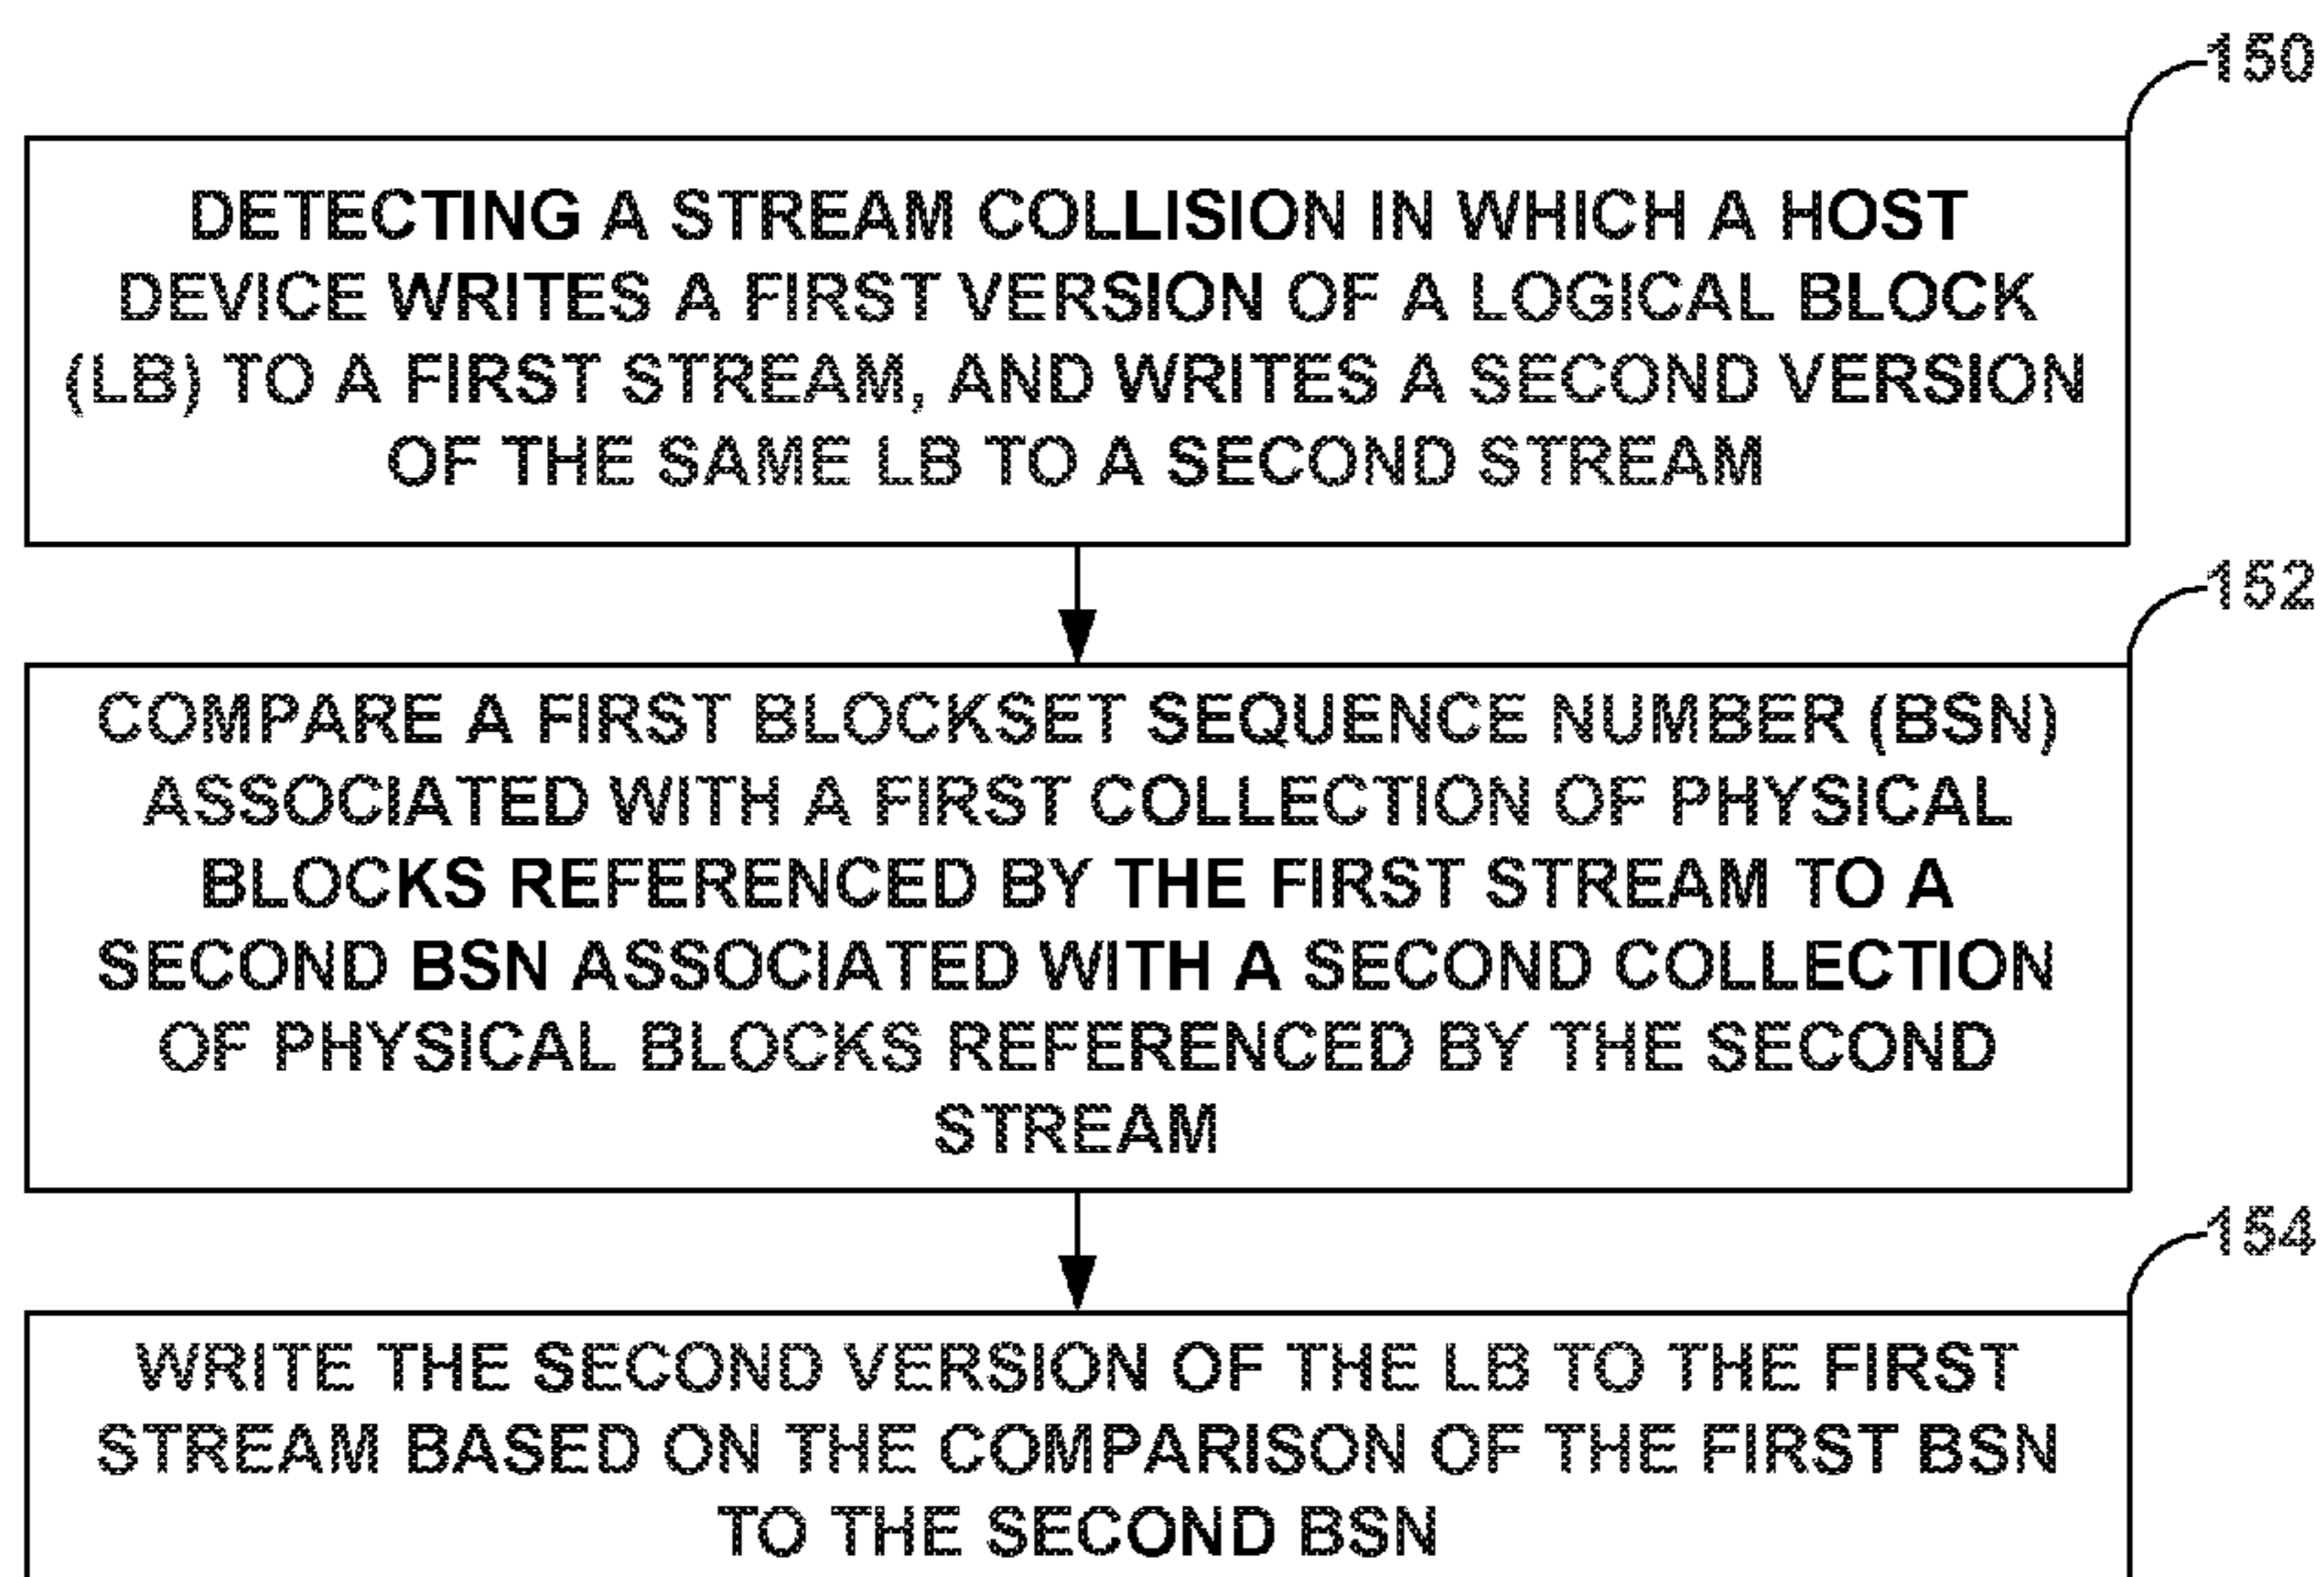 150
DETECTING A STREAM COLLISION IN WHICH A HOST
DEVICE WRITES A FIRST VERSION OF A LOGICAL BLOCK
(LB) TO A FIRST STREAM, AND WRITES A SECOND VERSION
OF THE SAME LB TO A SECOND STREAM
152
COMPARE A FIRST BLOCKSET SEQUENCE NUMBER (BSN)
ASSOCIATED WITH A FIRST COLLECTION OF PHYSICAL
BLOCKS REFERENCED BY THE FIRST STREAM TO A
SECOND BSN ASSOCIATED WITH A SECOND COLLECTION
OF PHYSICAL BLOCKS REFERENCED BY THE SECOND
STREAM
154
WRITE THE SECOND VERSION OF THE LB TO THE FIRST
STREAM BASED ON THE COMPARISON OF THE FIRST BSN
TO THE SECOND BSN